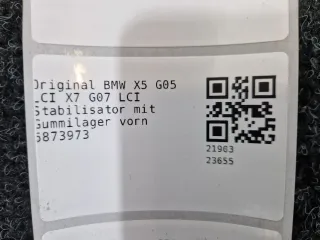 Original BMW X5 G05
LCI X7 G07 LCI
Stabilisator mit
Gummilager vorn
6873973
21963
23655